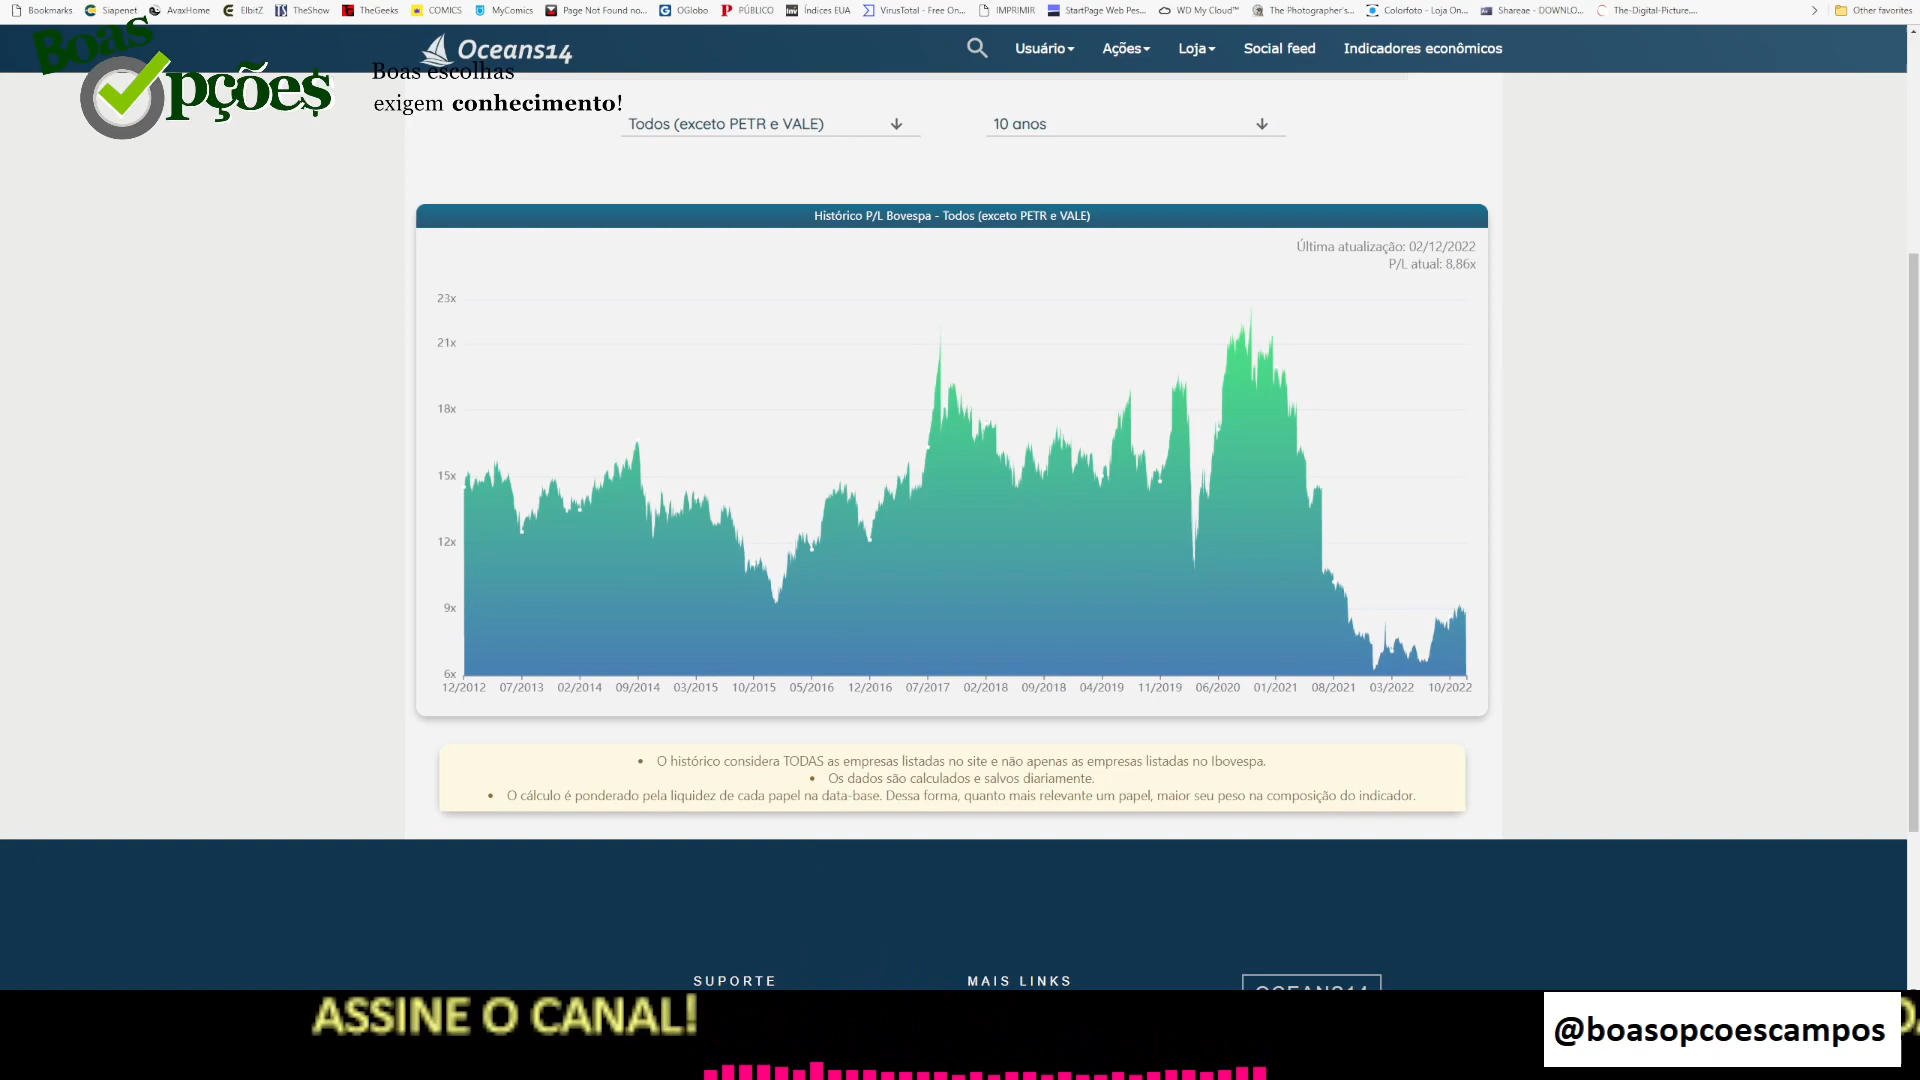 Bookmarks Siapenet AvaxHome ElbitZ TheShow TheGeeks COMICS MyComics Page Not Found no... OGlobo PÚBLICO Índices EUA VirusTotal - Free On... IMPRIMIR StartPage Web Pes... WD My Cloud™ The Photographer's... Colorfoto - Loja On... Shareae - DOWNLO... The-Digital-Picture.... Other favorites
Boas
Opções
Boas escolhas
exigem conhecimento!
Oceans14
Usuário Ações Loja Social feed Indicadores econômicos
Todos (exceto PETR e VALE) 10 anos
Histórico P/L Bovespa - Todos (exceto PETR e VALE)
Última atualização: 02/12/2022
P/L atual: 8,86x
23x
21x
18x
15x
12x
9x
6x
12/2012 07/2013 02/2014 09/2014 03/2015 10/2015 05/2016 12/2016 07/2017 02/2018 09/2018 04/2019 11/2019 06/2020 01/2021 08/2021 03/2022 10/2022
• O histórico considera TODAS as empresas listadas no site e não apenas as empresas listadas no Ibovespa.
• Os dados são calculados e salvos diariamente.
• O cálculo é ponderado pela liquidez de cada papel na data-base. Dessa forma, quanto mais relevante um papel, maior seu peso na composição do indicador.
SUPORTE MAIS LINKS
OCEANS14
ASSINE O CANAL!
@boasopcoescampos